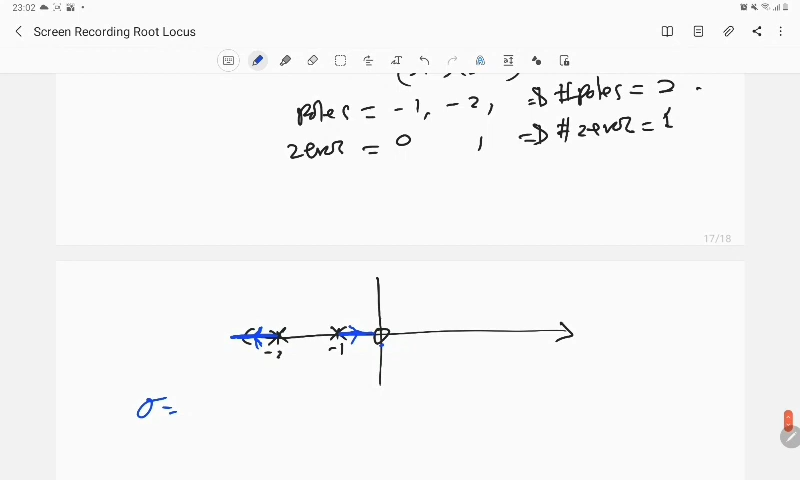 23:02
Screen Recording Root Locus
poles = -1, -2, => #poles = 2
zeros = 0 , => # zeros = 1
17/18
-2 -1
σ=